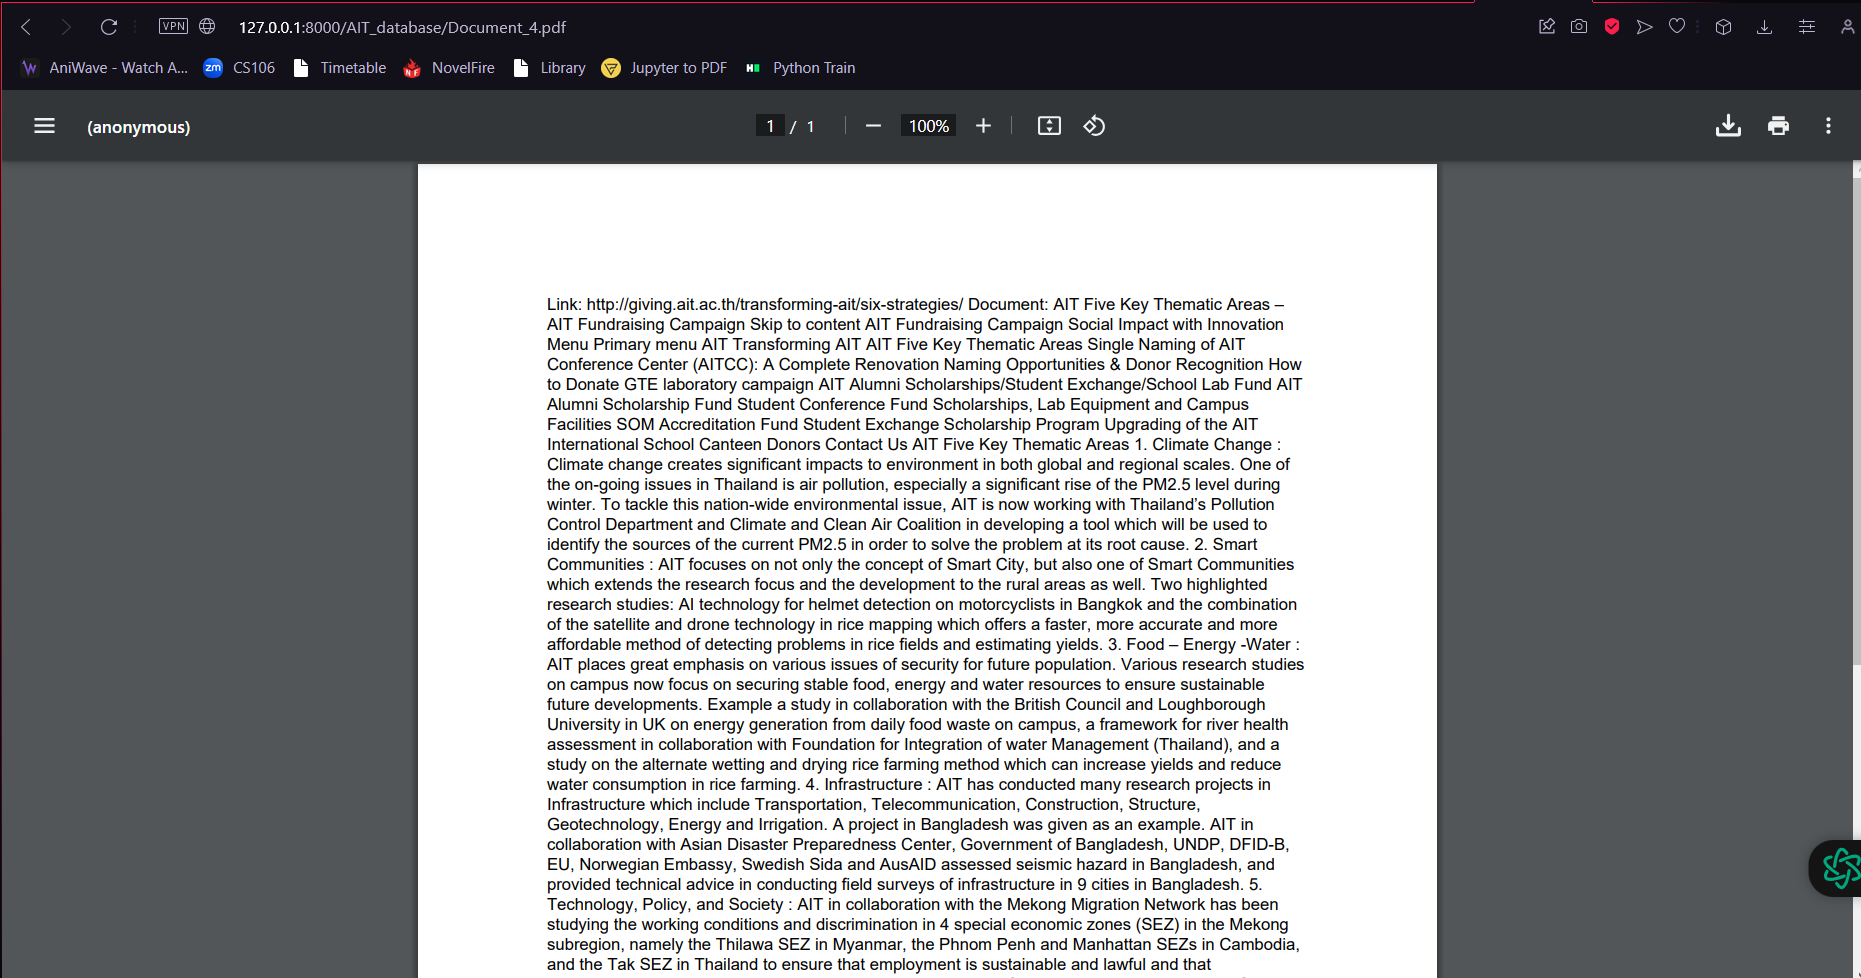 VPN
127.0.0.1:8000/AIT_database/Document_4.pdf
AniWave - Watch A...
zm CS106
Timetable
NF NovelFire
Library
Jupyter to PDF
H Python Train
(anonymous)
1 / 1
100%
Link: http://giving.ait.ac.th/transforming-ait/six-strategies/ Document: AIT Five Key Thematic Areas –
AIT Fundraising Campaign Skip to content AIT Fundraising Campaign Social Impact with Innovation
Menu Primary menu AIT Transforming AIT AIT Five Key Thematic Areas Single Naming of AIT
Conference Center (AITCC): A Complete Renovation Naming Opportunities & Donor Recognition How
to Donate GTE laboratory campaign AIT Alumni Scholarships/Student Exchange/School Lab Fund AIT
Alumni Scholarship Fund Student Conference Fund Scholarships, Lab Equipment and Campus
Facilities SOM Accreditation Fund Student Exchange Scholarship Program Upgrading of the AIT
International School Canteen Donors Contact Us AIT Five Key Thematic Areas 1. Climate Change :
Climate change creates significant impacts to environment in both global and regional scales. One of
the on-going issues in Thailand is air pollution, especially a significant rise of the PM2.5 level during
winter. To tackle this nation-wide environmental issue, AIT is now working with Thailand’s Pollution
Control Department and Climate and Clean Air Coalition in developing a tool which will be used to
identify the sources of the current PM2.5 in order to solve the problem at its root cause. 2. Smart
Communities : AIT focuses on not only the concept of Smart City, but also one of Smart Communities
which extends the research focus and the development to the rural areas as well. Two highlighted
research studies: AI technology for helmet detection on motorcyclists in Bangkok and the combination
of the satellite and drone technology in rice mapping which offers a faster, more accurate and more
affordable method of detecting problems in rice fields and estimating yields. 3. Food – Energy -Water :
AIT places great emphasis on various issues of security for future population. Various research studies
on campus now focus on securing stable food, energy and water resources to ensure sustainable
future developments. Example a study in collaboration with the British Council and Loughborough
University in UK on energy generation from daily food waste on campus, a framework for river health
assessment in collaboration with Foundation for Integration of water Management (Thailand), and a
study on the alternate wetting and drying rice farming method which can increase yields and reduce
water consumption in rice farming. 4. Infrastructure : AIT has conducted many research projects in
Infrastructure which include Transportation, Telecommunication, Construction, Structure,
Geotechnology, Energy and Irrigation. A project in Bangladesh was given as an example. AIT in
collaboration with Asian Disaster Preparedness Center, Government of Bangladesh, UNDP, DFID-B,
EU, Norwegian Embassy, Swedish Sida and AusAID assessed seismic hazard in Bangladesh, and
provided technical advice in conducting field surveys of infrastructure in 9 cities in Bangladesh. 5.
Technology, Policy, and Society : AIT in collaboration with the Mekong Migration Network has been
studying the working conditions and discrimination in 4 special economic zones (SEZ) in the Mekong
subregion, namely the Thilawa SEZ in Myanmar, the Phnom Penh and Manhattan SEZs in Cambodia,
and the Tak SEZ in Thailand to ensure that employment is sustainable and lawful and that